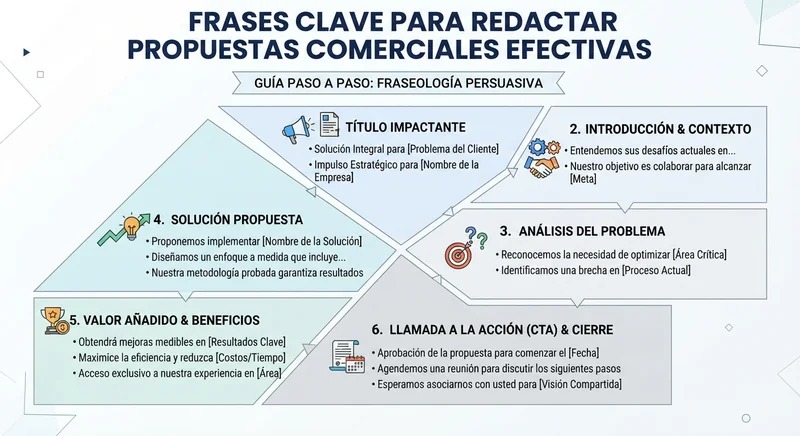 FRASES CLAVE PARA REDACTAR
PROPUESTAS COMERCIALES EFECTIVAS
GUÍA PASO A PASO: FRASEOLOGÍA PERSUASIVA
TÍTULO IMPACTANTE
• Solución Integral para [Problema del Cliente]
• Impulso Estratégico para [Nombre de la
Empresa]
2. INTRODUCCIÓN & CONTEXTO
• Entendemos sus desafíos actuales en...
• Nuestro objetivo es colaborar para alcanzar
[Meta]
3. ANÁLISIS DEL PROBLEMA
• Reconocemos la necesidad de optimizar [Área Crítica]
• Identificamos una brecha en [Proceso Actual]
4. SOLUCIÓN PROPUESTA
• Proponemos implementar [Nombre de la Solución]
• Diseñamos un enfoque a medida que incluye...
• Nuestra metodología probada garantiza resultados
5. VALOR AÑADIDO & BENEFICIOS
• Obtendrá mejoras medibles en [Resultados Clave]
• Maximice la eficiencia y reduzca [Costos/Tiempo]
• Acceso exclusivo a nuestra experiencia en [Área]
6. LLAMADA A LA ACCIÓN (CTA) & CIERRE
• Aprobación de la propuesta para comenzar el [Fecha]
• Agendemos una reunión para discutir los siguientes pasos
• Esperamos asociarnos con usted para [Visión Compartida]